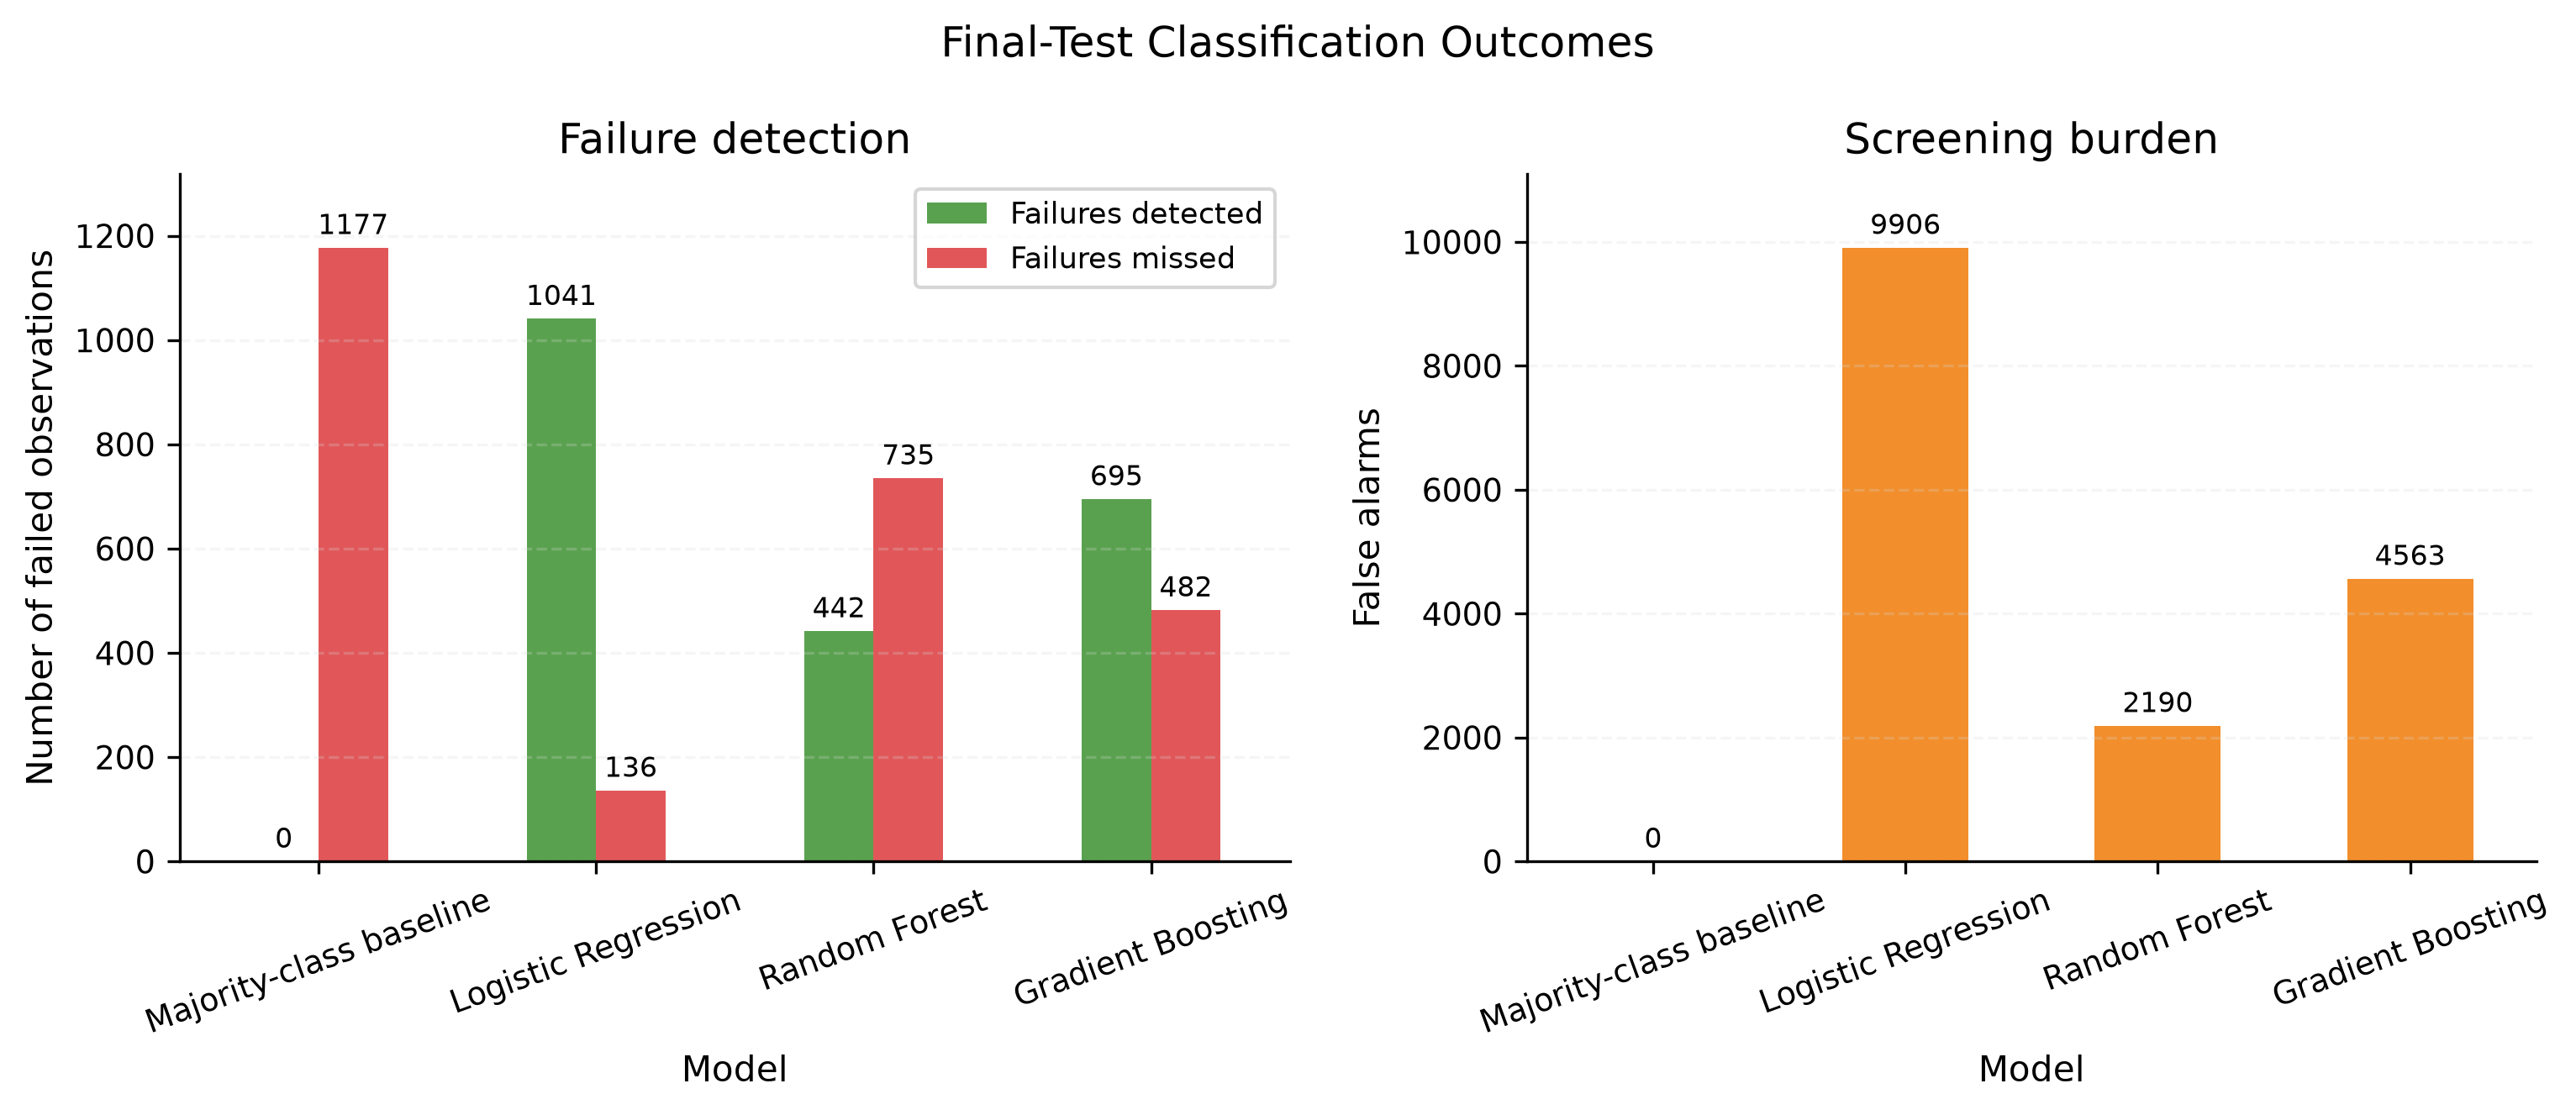 Final-Test Classification Outcomes
Failure detection
Number of failed observations
1200
1000
800
600
400
200
0
Failures detected
Failures missed
0
1177
1041
136
442
735
695
482
Majority-class baseline
Logistic Regression
Random Forest
Gradient Boosting
Model
Screening burden
False alarms
10000
8000
6000
4000
2000
0
0
9906
2190
4563
Majority-class baseline
Logistic Regression
Random Forest
Gradient Boosting
Model